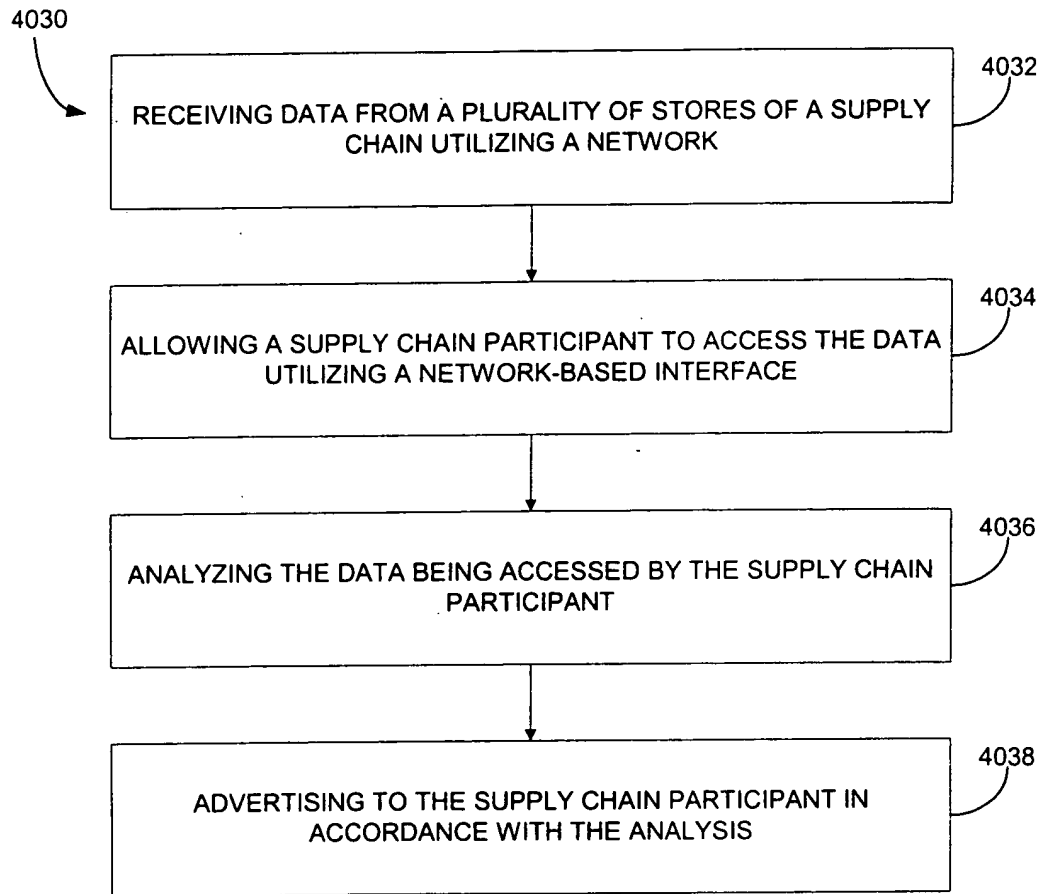 4030
4032
RECEIVING DATA FROM A PLURALITY OF STORES OF A SUPPLY
CHAIN UTILIZING A NETWORK
4034
ALLOWING A SUPPLY CHAIN PARTICIPANT TO ACCESS THE DATA
UTILIZING A NETWORK-BASED INTERFACE
4036
ANALYZING THE DATA BEING ACCESSED BY THE SUPPLY CHAIN
PARTICIPANT
4038
ADVERTISING TO THE SUPPLY CHAIN PARTICIPANT IN
ACCORDANCE WITH THE ANALYSIS